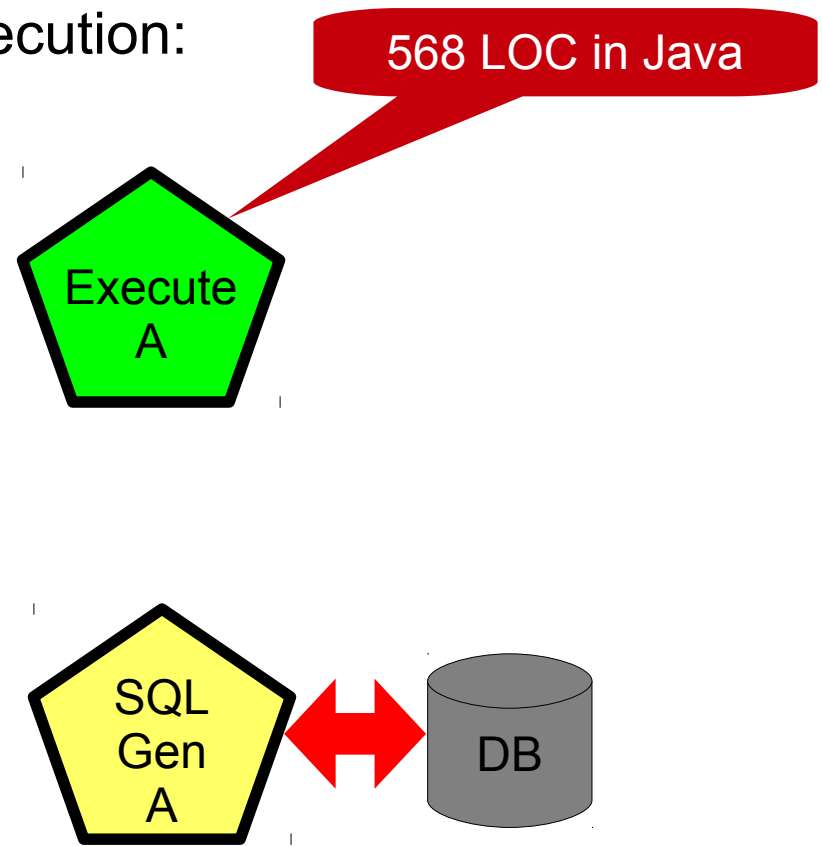 ecution:
568 LOC in Java
Execute
A
SQL
Gen
A
DB